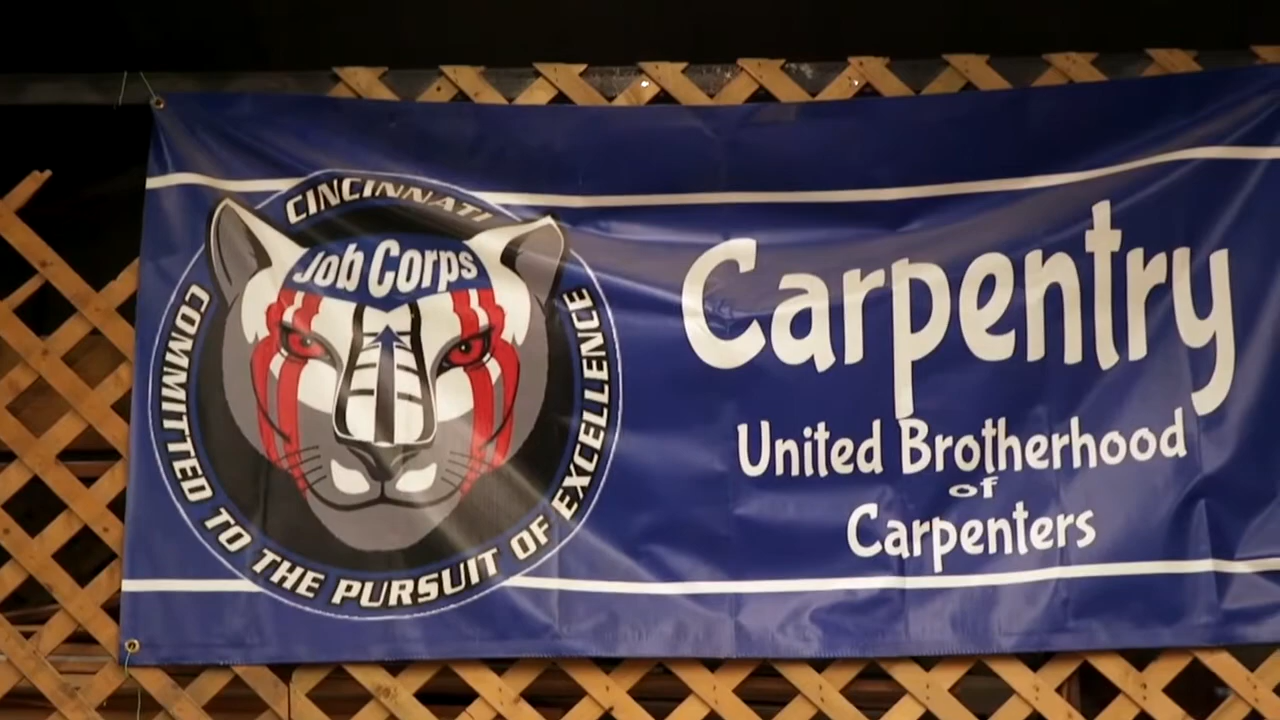 CINCINNATI
Job Corps
COMMITTED TO THE PURSUIT OF EXCELLENCE
Carpentry
United Brotherhood
of
Carpenters